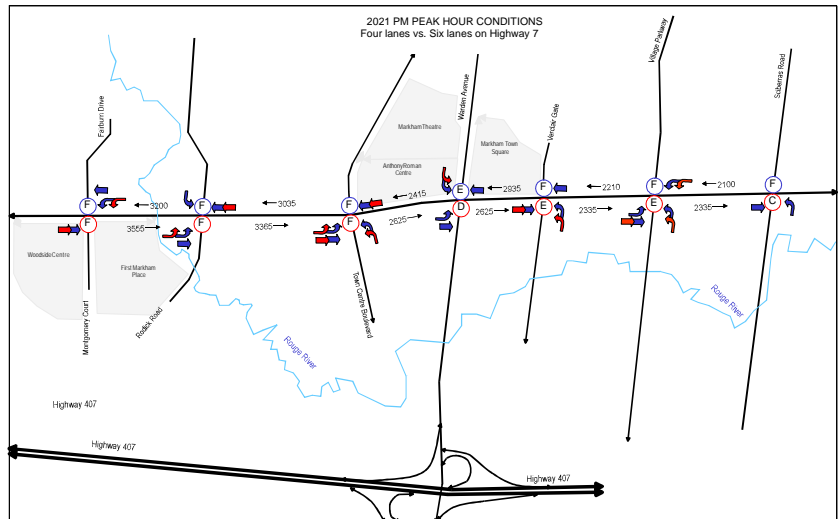 2021 PM PEAK HOUR CONDITIONS
Four lanes vs. Six lanes on Highway 7
Fairburn Drive
Markham Theatre
Anthony Roman
Centre
Warden Avenue
Markham Town
Square
Verclair Gate
Village Parkway
Sciberras Road
F
F
F
E
F
F
F
3200
3035
2415
2935
2210
2100
F
F
F
D
E
E
C
3555
3365
2625
2625
2335
2335
Woodside Centre
First Markham
Place
Montgomery Court
Rodick Road
Town Centre Boulevard
Rouge River
Rouge River
Highway 407
Highway 407
Highway 407